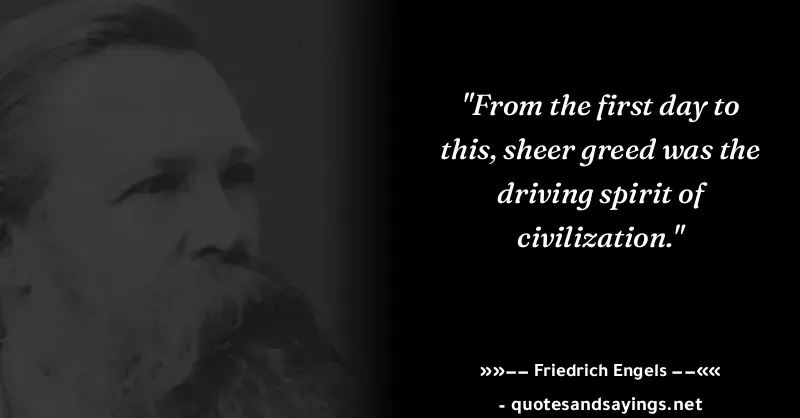 "From the first day to
this, sheer greed was the
driving spirit of
civilization."
»»−− Friedrich Engels −−««
- quotesandsayings.net